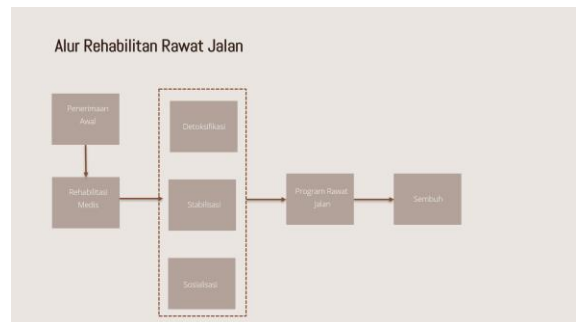 Alur Rehabilitan Rawat Jalan
Penerimaan
Awal
Rehabilitasi
Medis
Detoksifikasi
Stabilisasi
Sosialisasi
Program Rawat
Jalan
Sembuh